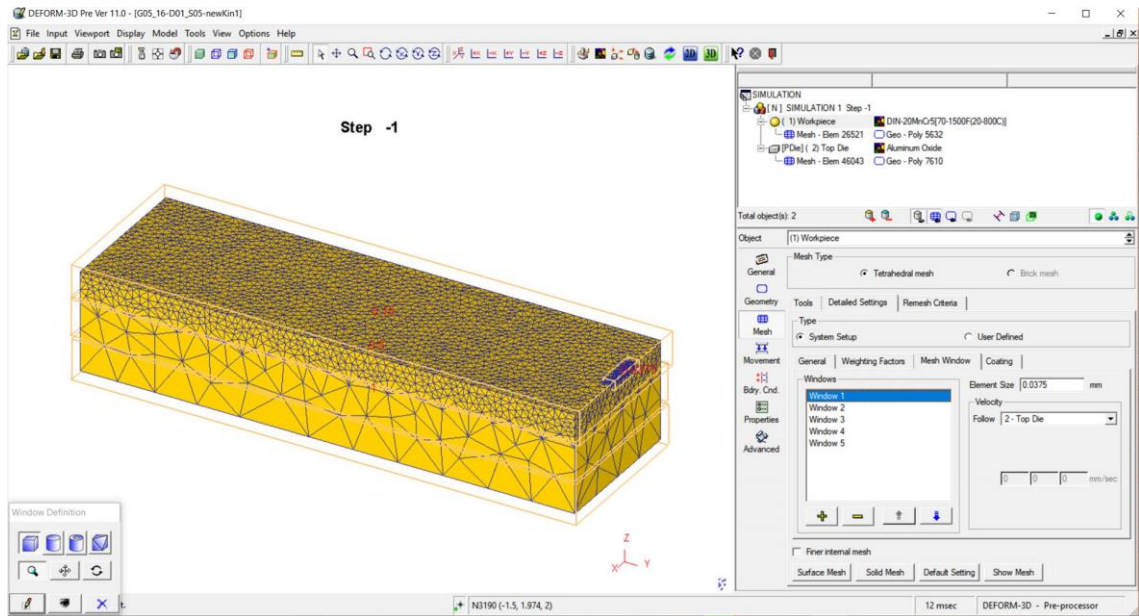 DEFORM-3D Pre Ver 11.0 - [G05_16-D01_S05-newKin1]
File Input Viewport Display Model Tools View Options Help
Step -1
SIMULATION
[ N ] SIMULATION 1 Step -1
( 1) Workpiece DIN-20MnCr5[70-1500F(20-800C)]
Mesh - Elem 26521 Geo - Poly 5632
[PDie] ( 2) Top Die Aluminum Oxide
Mesh - Elem 46043 Geo - Poly 7610
Total object(s): 2
Object (1) Workpiece
General
Geometry
Mesh
Movement
Bdry. Cnd.
Properties
Advanced
Mesh Type
Tetrahedral mesh Brick mesh
Tools Detailed Settings Remesh Criteria
Type
System Setup User Defined
General Weighting Factors Mesh Window Coating
Windows
Window 1
Window 2
Window 3
Window 4
Window 5
Element Size 0.0375 mm
Velocity
Follow 2 - Top Die
0 0 0 mm/sec
Finer internal mesh
Surface Mesh Solid Mesh Default Setting Show Mesh
Window Definition
Z
X Y
N3190 (-1.5, 1.974, 2)
12 msec DEFORM-3D - Pre-processor